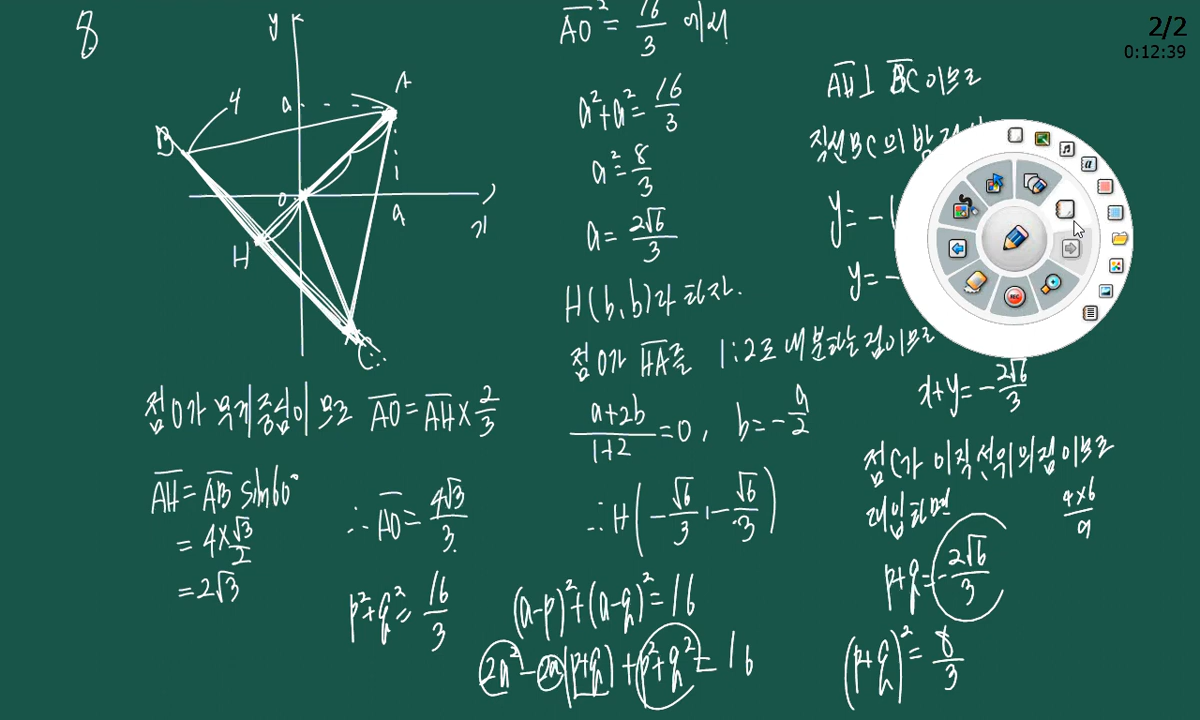 2/2
0:12:39
8
y
A
a
4
B
O
a
x
H
C
AO² = 16/3 에서
a²+a² = 16/3
a² = 8/3
a = 2√6/3
H(b, b)라 하자.
점 O가 HA를 1:2로 내분하는 점이므로
(a+2b)/(1+2) = 0, b = -a/2
∴ H(-√6/3, -√6/3)
AH ⊥ BC 이므로
직선 BC의
y = -
y = -
x+y = -2√6/3
점 C가 이 직선 위의 점이므로
대입하면
4×6/9
p+q = -2√6/3
(p+q)² = 8/3
점 O가 무게중심이므로 AO = AH × 2/3
AH = AB sin60°
= 4×√3/2
= 2√3
∴ AO = 4√3/3
p²+q² = 16/3
(a-p)²+(a-q)² = 16
2a² - 2a(p+q) + p²+q² = 16